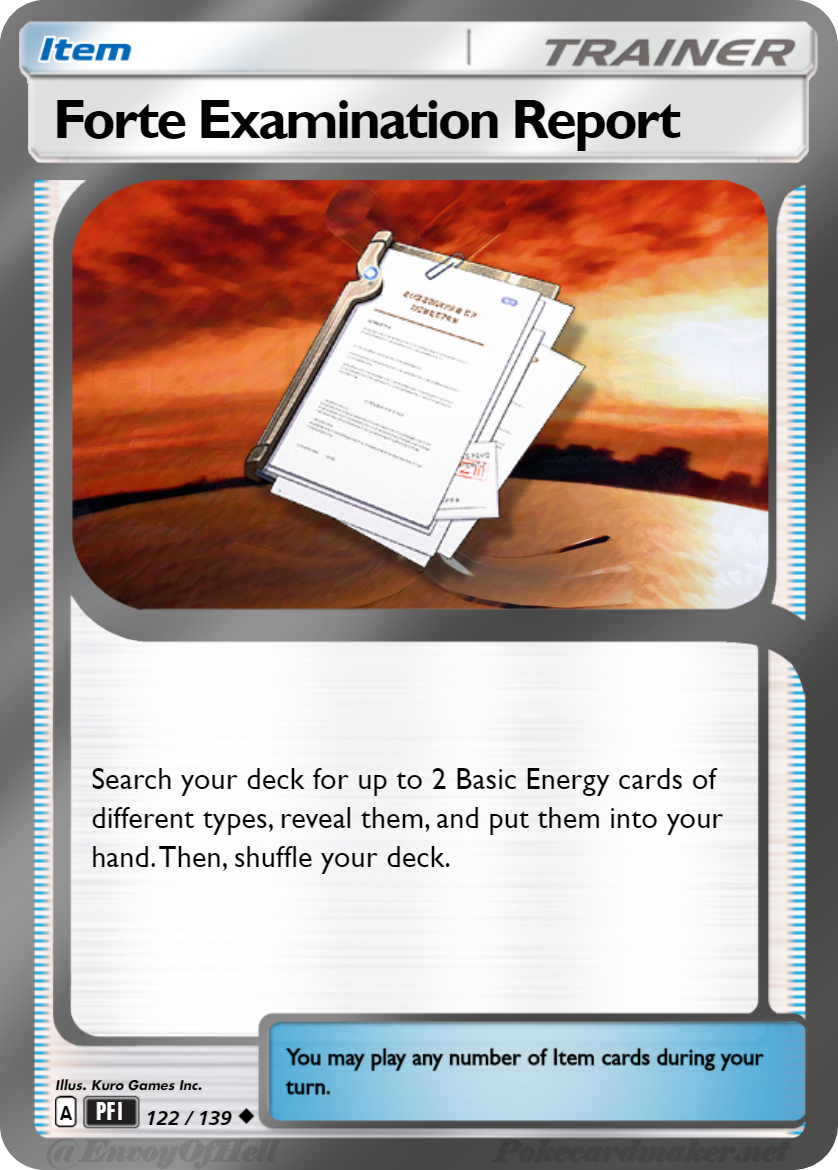 Item
TRAINER
Forte Examination Report
Search your deck for up to 2 Basic Energy cards of
different types, reveal them, and put them into your
hand. Then, shuffle your deck.
You may play any number of Item cards during your
turn.
Illus. Kuro Games Inc.
A PFI 122 / 139
@EnvoyOfHell
Pokecardmaker.net